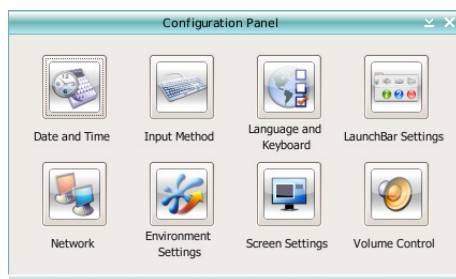 Configuration Panel
Date and Time
Input Method
Language and
Keyboard
LaunchBar Settings
Network
Environment
Settings
Screen Settings
Volume Control